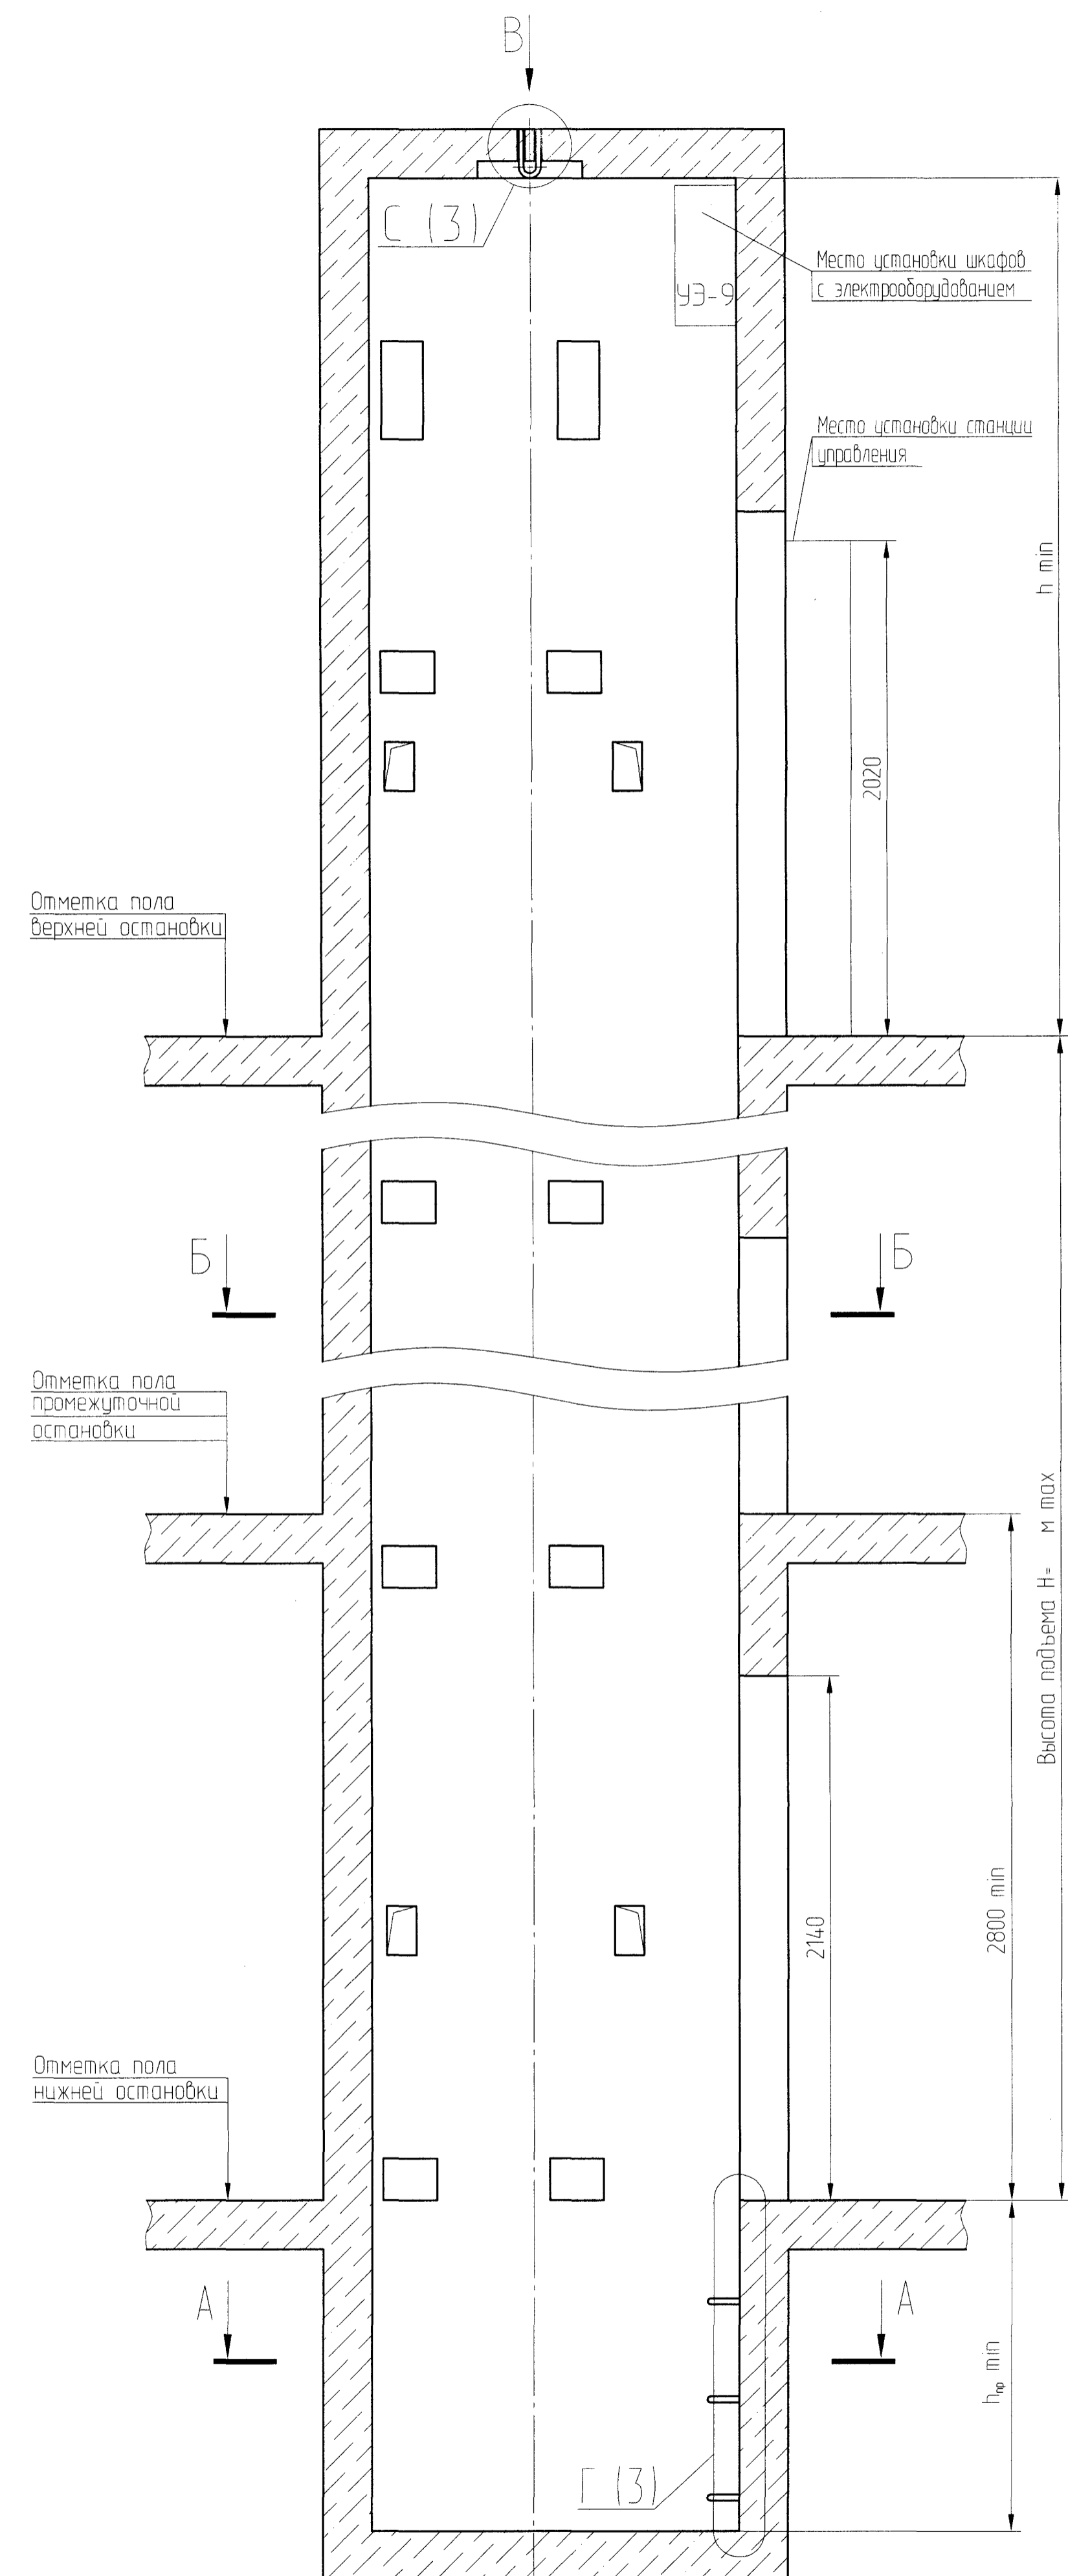 В
С (3)
УЭ-9
Место установки шкафов
с электрооборудованием
Место установки станции
управления
h min
2020
Отметка пола
верхней остановки
Б
Б
Отметка пола
промежуточной
остановки
Высота подъема H= м max
2800 min
2140
Отметка пола
нижней остановки
А
А
hпр min
Г (3)